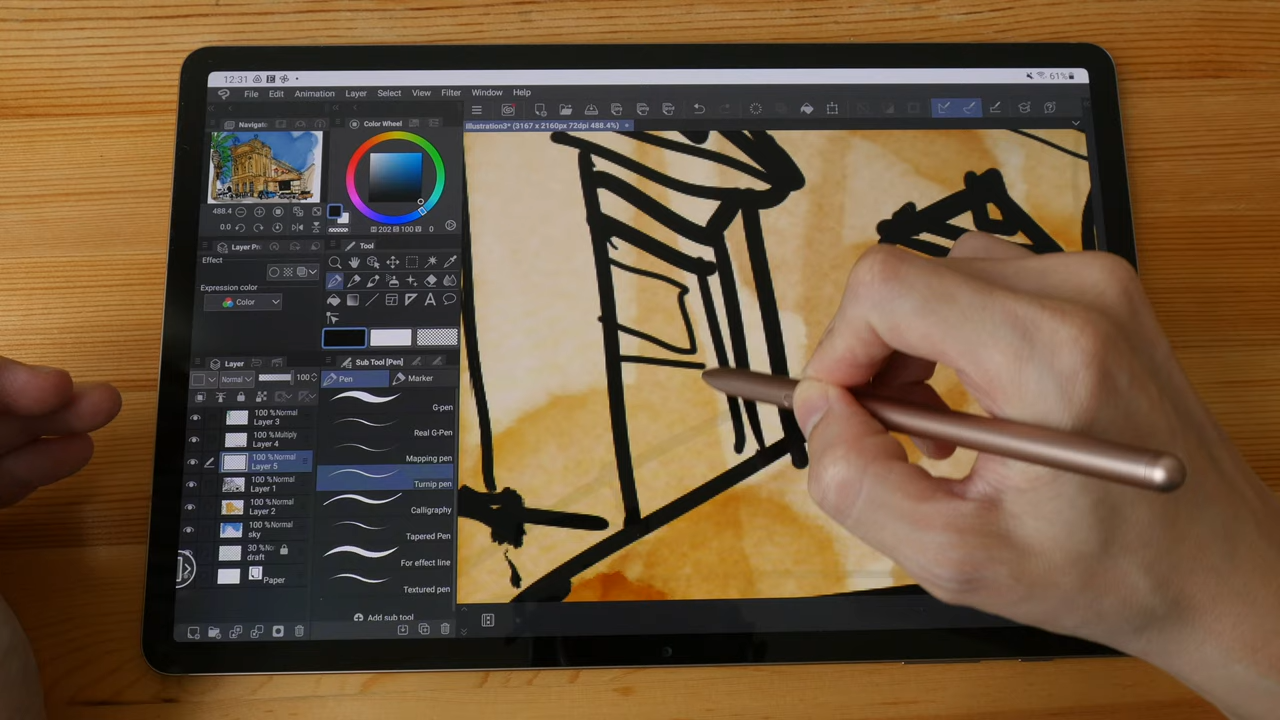 12:31
61%
File Edit Animation Layer Select View Filter Window Help
Navigat
Color Wheel
Illustration3* (3167 x 2160px 72dpi 488.4%)
488.4
0.0
202 S 100 V 0
Layer Pr
Tool
Effect
Expression color
Color
Layer
Sub Tool [Pen]
Normal
100
Pen
Marker
100 % Normal
Layer 3
100 % Multiply
Layer 4
100 % Normal
Layer 5
100 % Normal
Layer 1
100 % Normal
Layer 2
100 % Normal
sky
30 % No
draft
Paper
G-pen
Real G-Pen
Mapping pen
Turnip pen
Calligraphy
Tapered Pen
For effect line
Textured pen
Add sub tool